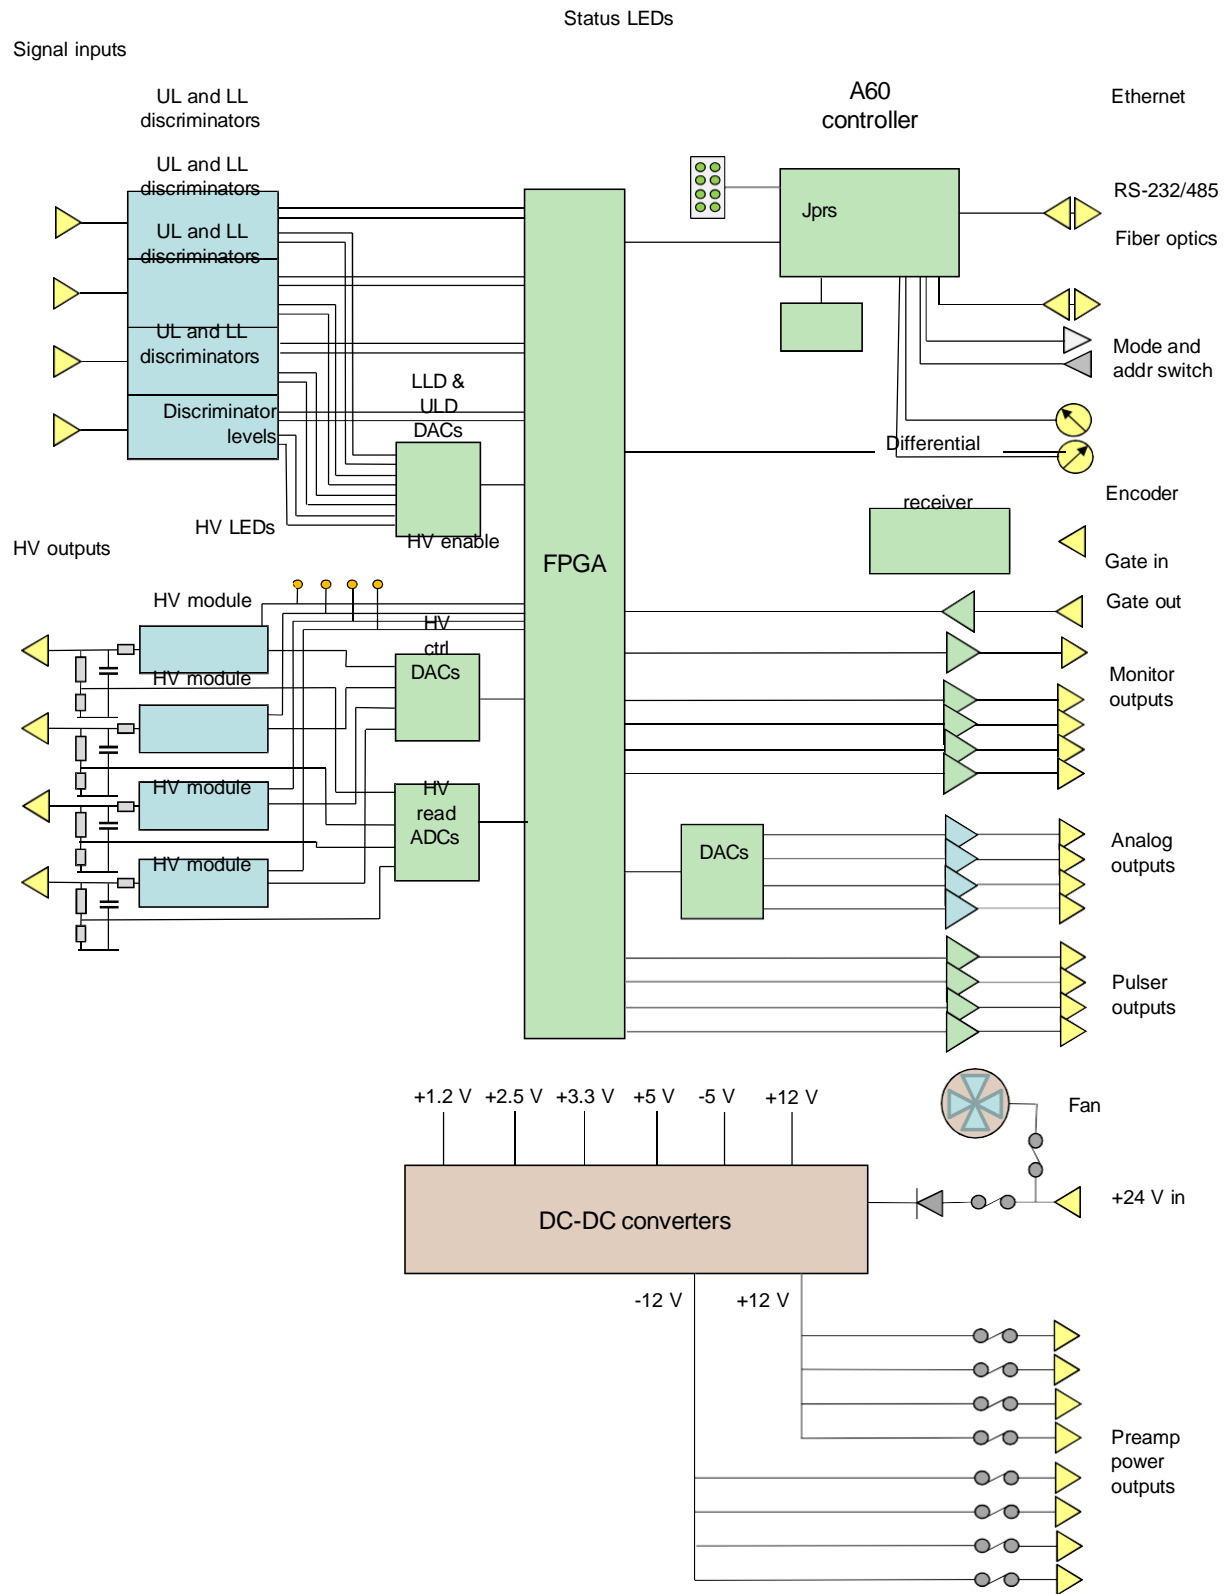 Status LEDs
Signal inputs
UL and LL
discriminators
A60
controller
Ethernet
UL and LL
discriminators
Jprs
RS-232/485
UL and LL
discriminators
Fiber optics
UL and LL
discriminators
Mode and
addr switch
LLD &
ULD
DACs
Discriminator
levels
Differential
receiver
Encoder
HV LEDs
HV enable
HV outputs
FPGA
Gate in
HV module
Gate out
HV
ctrl
DACs
HV module
Monitor
outputs
HV module
HV
read
ADCs
DACs
Analog
outputs
HV module
Pulser
outputs
+1.2 V
+2.5 V
+3.3 V
+5 V
-5 V
+12 V
Fan
DC-DC converters
+24 V in
-12 V
+12 V
Preamp
power
outputs